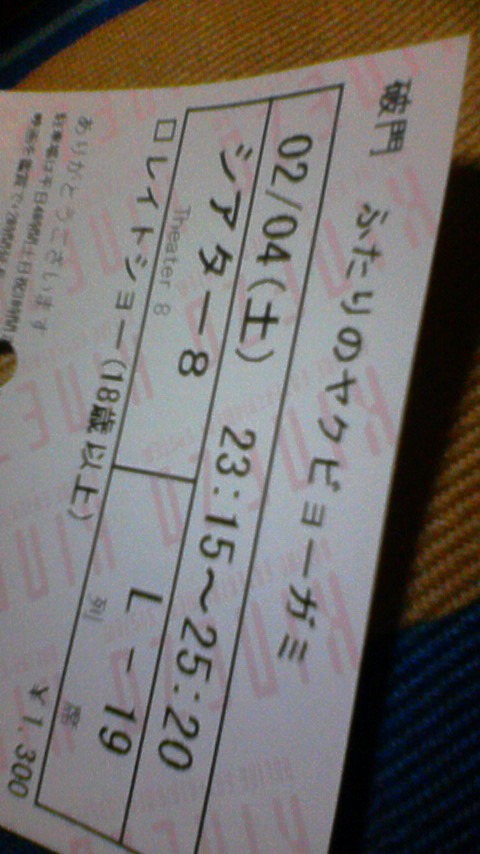 破門 ふたりのヤクビョーガミ
02/04(土) 23:15～25:20
シアター8 L - 19
Theater 8 列 席
□レイトショー(18歳以上) ¥1,300
ありがとうございます